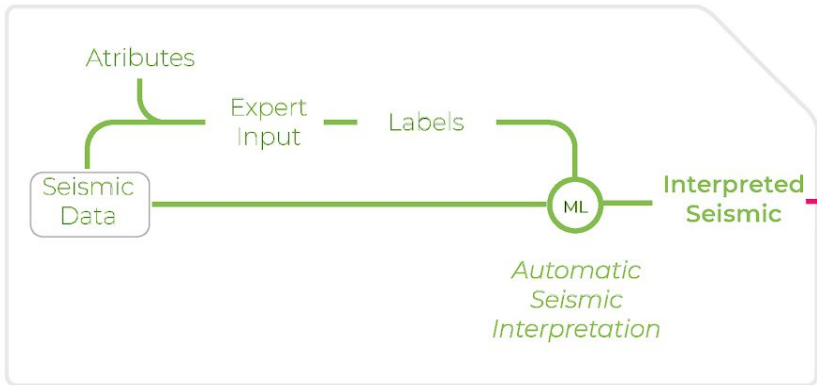 Atributes
Expert
Input
Labels
Seismic
Data
ML
Interpreted
Seismic
Automatic
Seismic
Interpretation